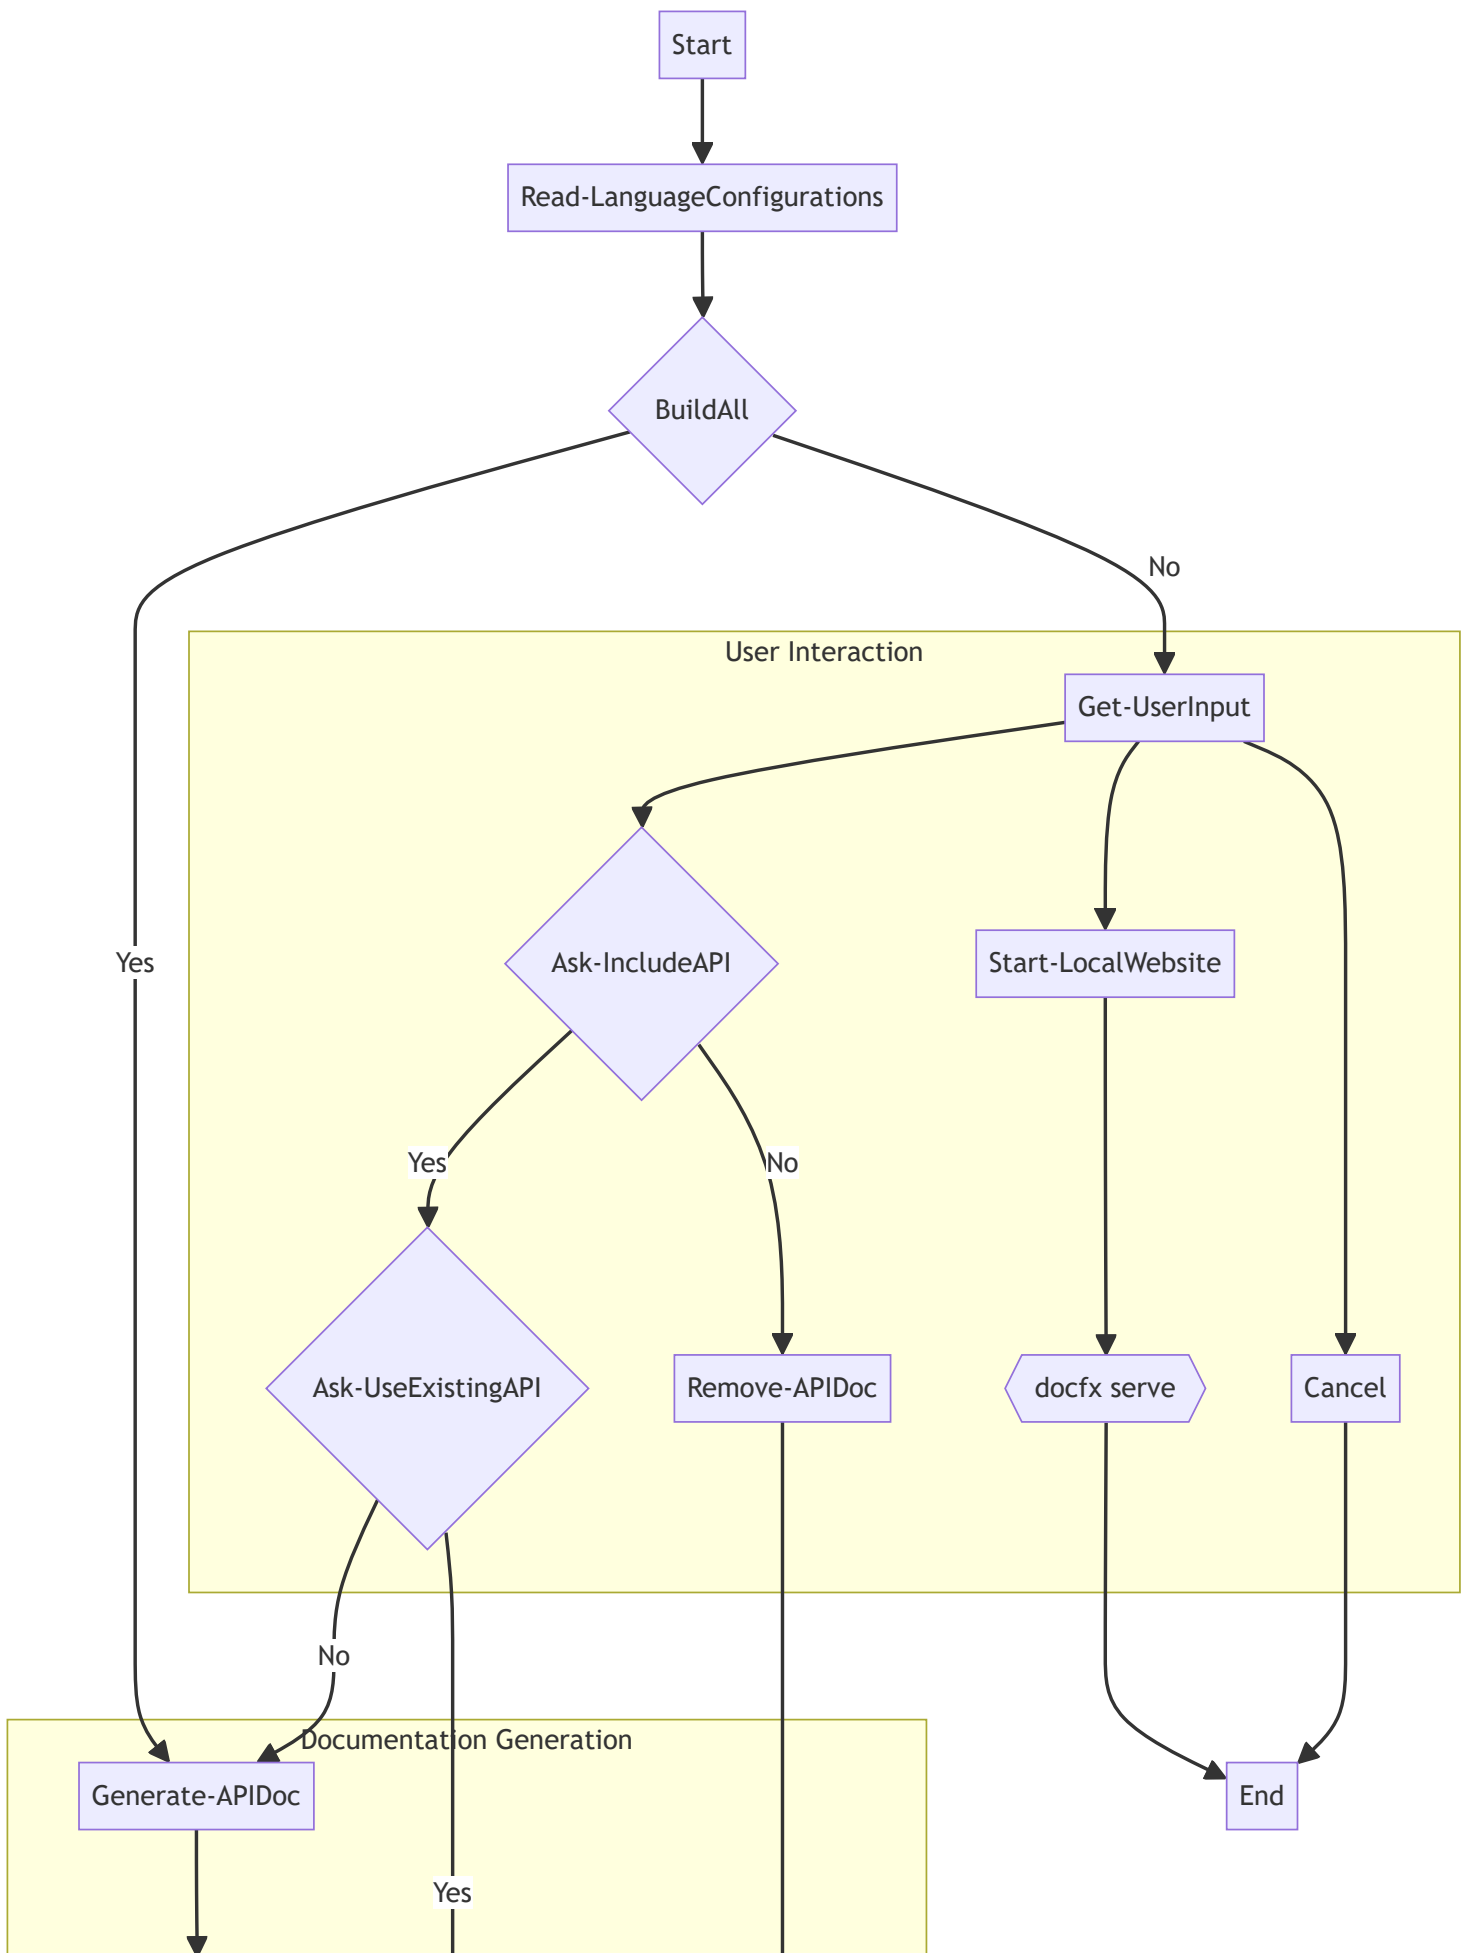 Start
Read-LanguageConfigurations
BuildAll
No
User Interaction
Get-UserInput
Yes
Ask-IncludeAPI
Start-LocalWebsite
Yes
No
Ask-UseExistingAPI
Remove-APIDoc
docfx serve
Cancel
No
Documentation Generation
Generate-APIDoc
End
Yes